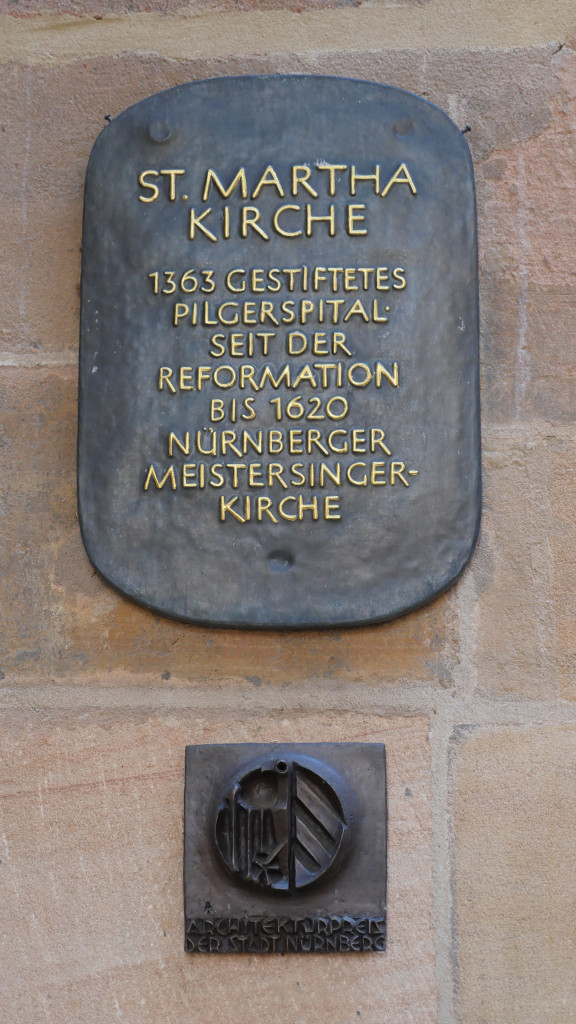 ST. MARTHA
KIRCHE
1363 GESTIFTETES
PILGERSPITAL·
SEIT DER
REFORMATION
BIS 1620
NÜRNBERGER
MEISTERSINGER-
KIRCHE
ARCHITEKTURPREIS
DER STADT NÜRNBERG